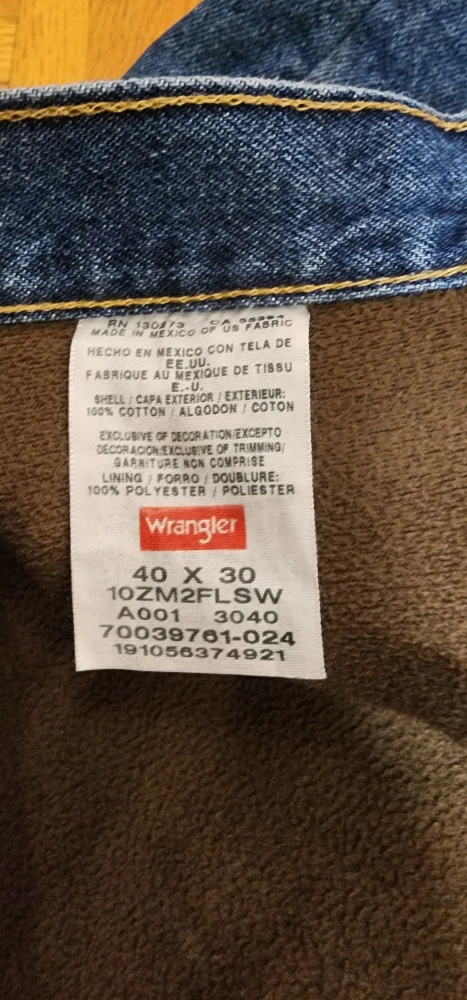 RN 130273 CA
MADE IN MEXICO OF US FABRIC
HECHO EN MEXICO CON TELA DE
EE.UU.
FABRIQUE AU MEXIQUE DE TISSU
E.-U.
SHELL / CAPA EXTERIOR / EXTERIEUR:
100% COTTON / ALGODON / COTON
EXCLUSIVE OF DECORATION/EXCEPTO
DECORACION/EXCLUSIVE OF TRIMMING/
GARNITURE NON COMPRISE
LINING / FORRO / DOUBLURE:
100% POLYESTER / POLIESTER
Wrangler
40 X 30
10ZM2FLSW
A001 3040
70039761-024
191056374921